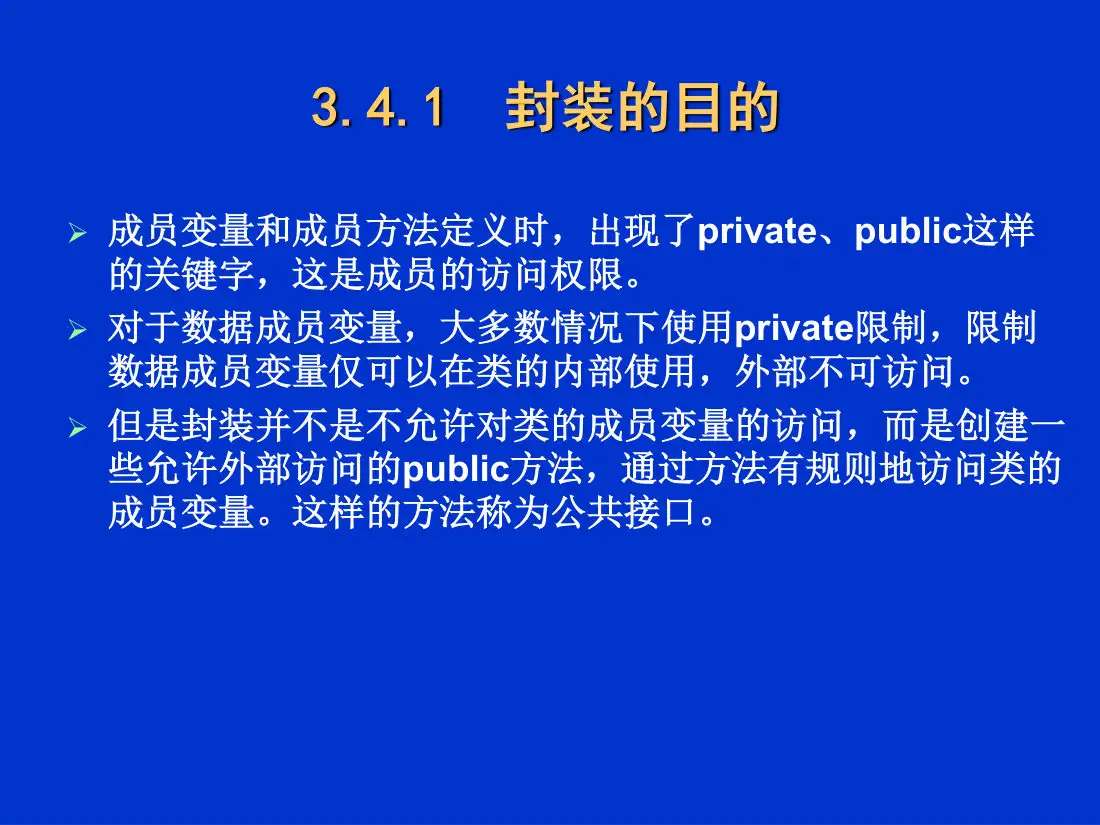 3.4.1 封装的目的
成员变量和成员方法定义时，出现了private、public这样
的关键字，这是成员的访问权限。
对于数据成员变量，大多数情况下使用private限制，限制
数据成员变量仅可以在类的内部使用，外部不可访问。
但是封装并不是不允许对类的成员变量的访问，而是创建一
些允许外部访问的public方法，通过方法有规则地访问类的
成员变量。这样的方法称为公共接口。